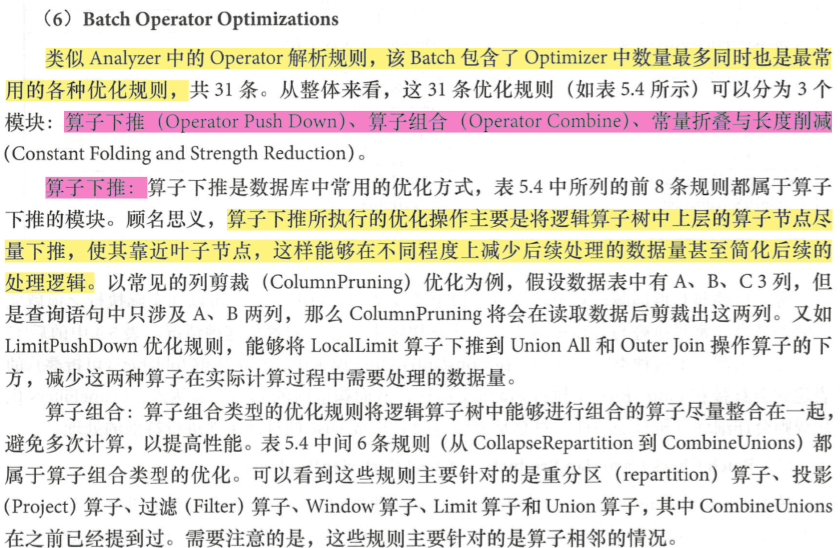 （6）Batch Operator Optimizations
类似 Analyzer 中的 Operator 解析规则，该 Batch 包含了 Optimizer 中数量最多同时也是最常
用的各种优化规则，共 31 条。从整体来看，这 31 条优化规则（如表 5.4 所示）可以分为 3 个
模块：算子下推（Operator Push Down）、算子组合（Operator Combine）、常量折叠与长度削减
(Constant Folding and Strength Reduction)。
算子下推：算子下推是数据库中常用的优化方式，表 5.4 中所列的前 8 条规则都属于算子
下推的模块。顾名思义，算子下推所执行的优化操作主要是将逻辑算子树中上层的算子节点尽
量下推，使其靠近叶子节点，这样能够在不同程度上减少后续处理的数据量甚至简化后续的
处理逻辑。以常见的列剪裁（ColumnPruning）优化为例，假设数据表中有 A、B、C 3 列，但
是查询语句中只涉及 A、B 两列，那么 ColumnPruning 将会在读取数据后剪裁出这两列。又如
LimitPushDown 优化规则，能够将 LocalLimit 算子下推到 Union All 和 Outer Join 操作算子的下
方，减少这两种算子在实际计算过程中需要处理的数据量。
算子组合：算子组合类型的优化规则将逻辑算子树中能够进行组合的算子尽量整合在一起，
避免多次计算，以提高性能。表 5.4 中间 6 条规则（从 CollapseRepartition 到 CombineUnions）都
属于算子组合类型的优化。可以看到这些规则主要针对的是重分区（repartition）算子、投影
(Project) 算子、过滤 (Filter) 算子、Window 算子、Limit 算子和 Union 算子，其中 CombineUnions
在之前已经提到过。需要注意的是，这些规则主要针对的是算子相邻的情况。